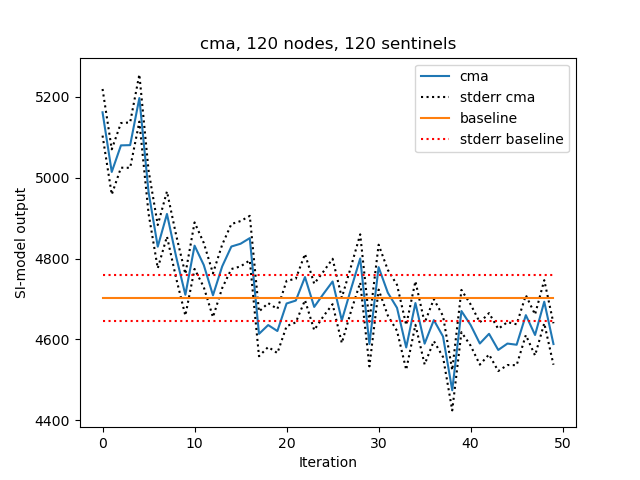 cma, 120 nodes, 120 sentinels
cma
stderr cma
baseline
stderr baseline
SI-model output
5200
5000
4800
4600
4400
0 10 20 30 40 50
Iteration